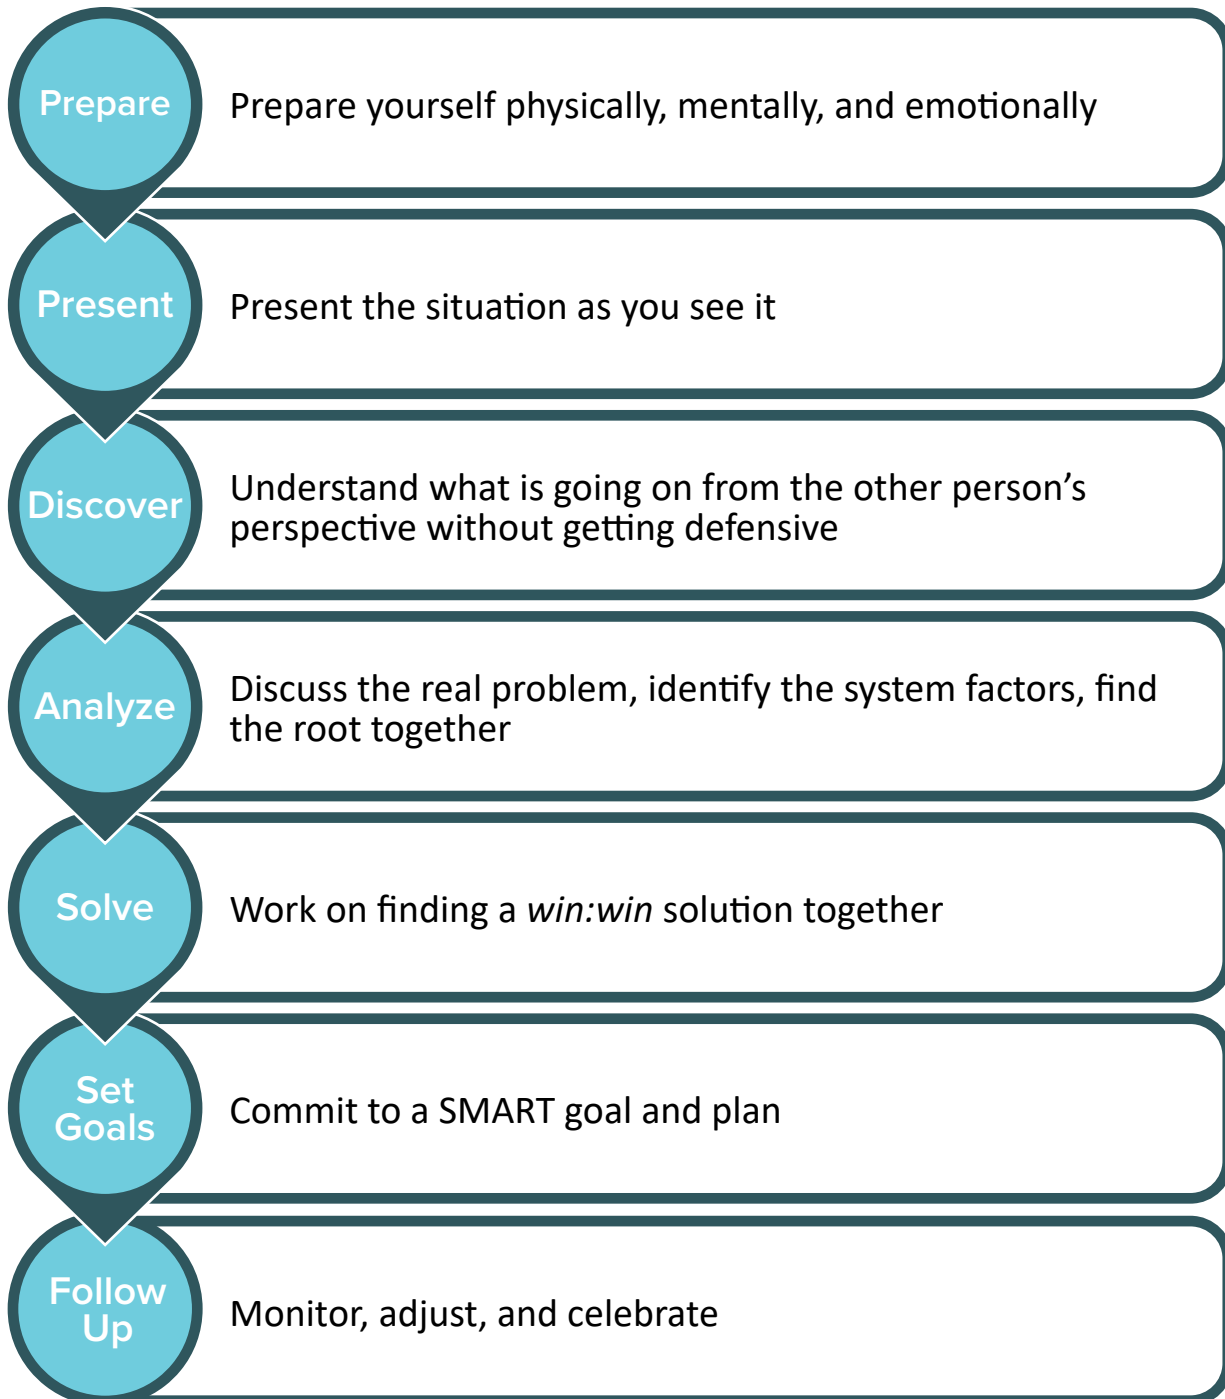 Prepare
Prepare yourself physically, mentally, and emotionally
Present
Present the situation as you see it
Discover
Understand what is going on from the other person’s
perspective without getting defensive
Analyze
Discuss the real problem, identify the system factors, find
the root together
Solve
Work on finding a win:win solution together
Set
Goals
Commit to a SMART goal and plan
Follow
Up
Monitor, adjust, and celebrate